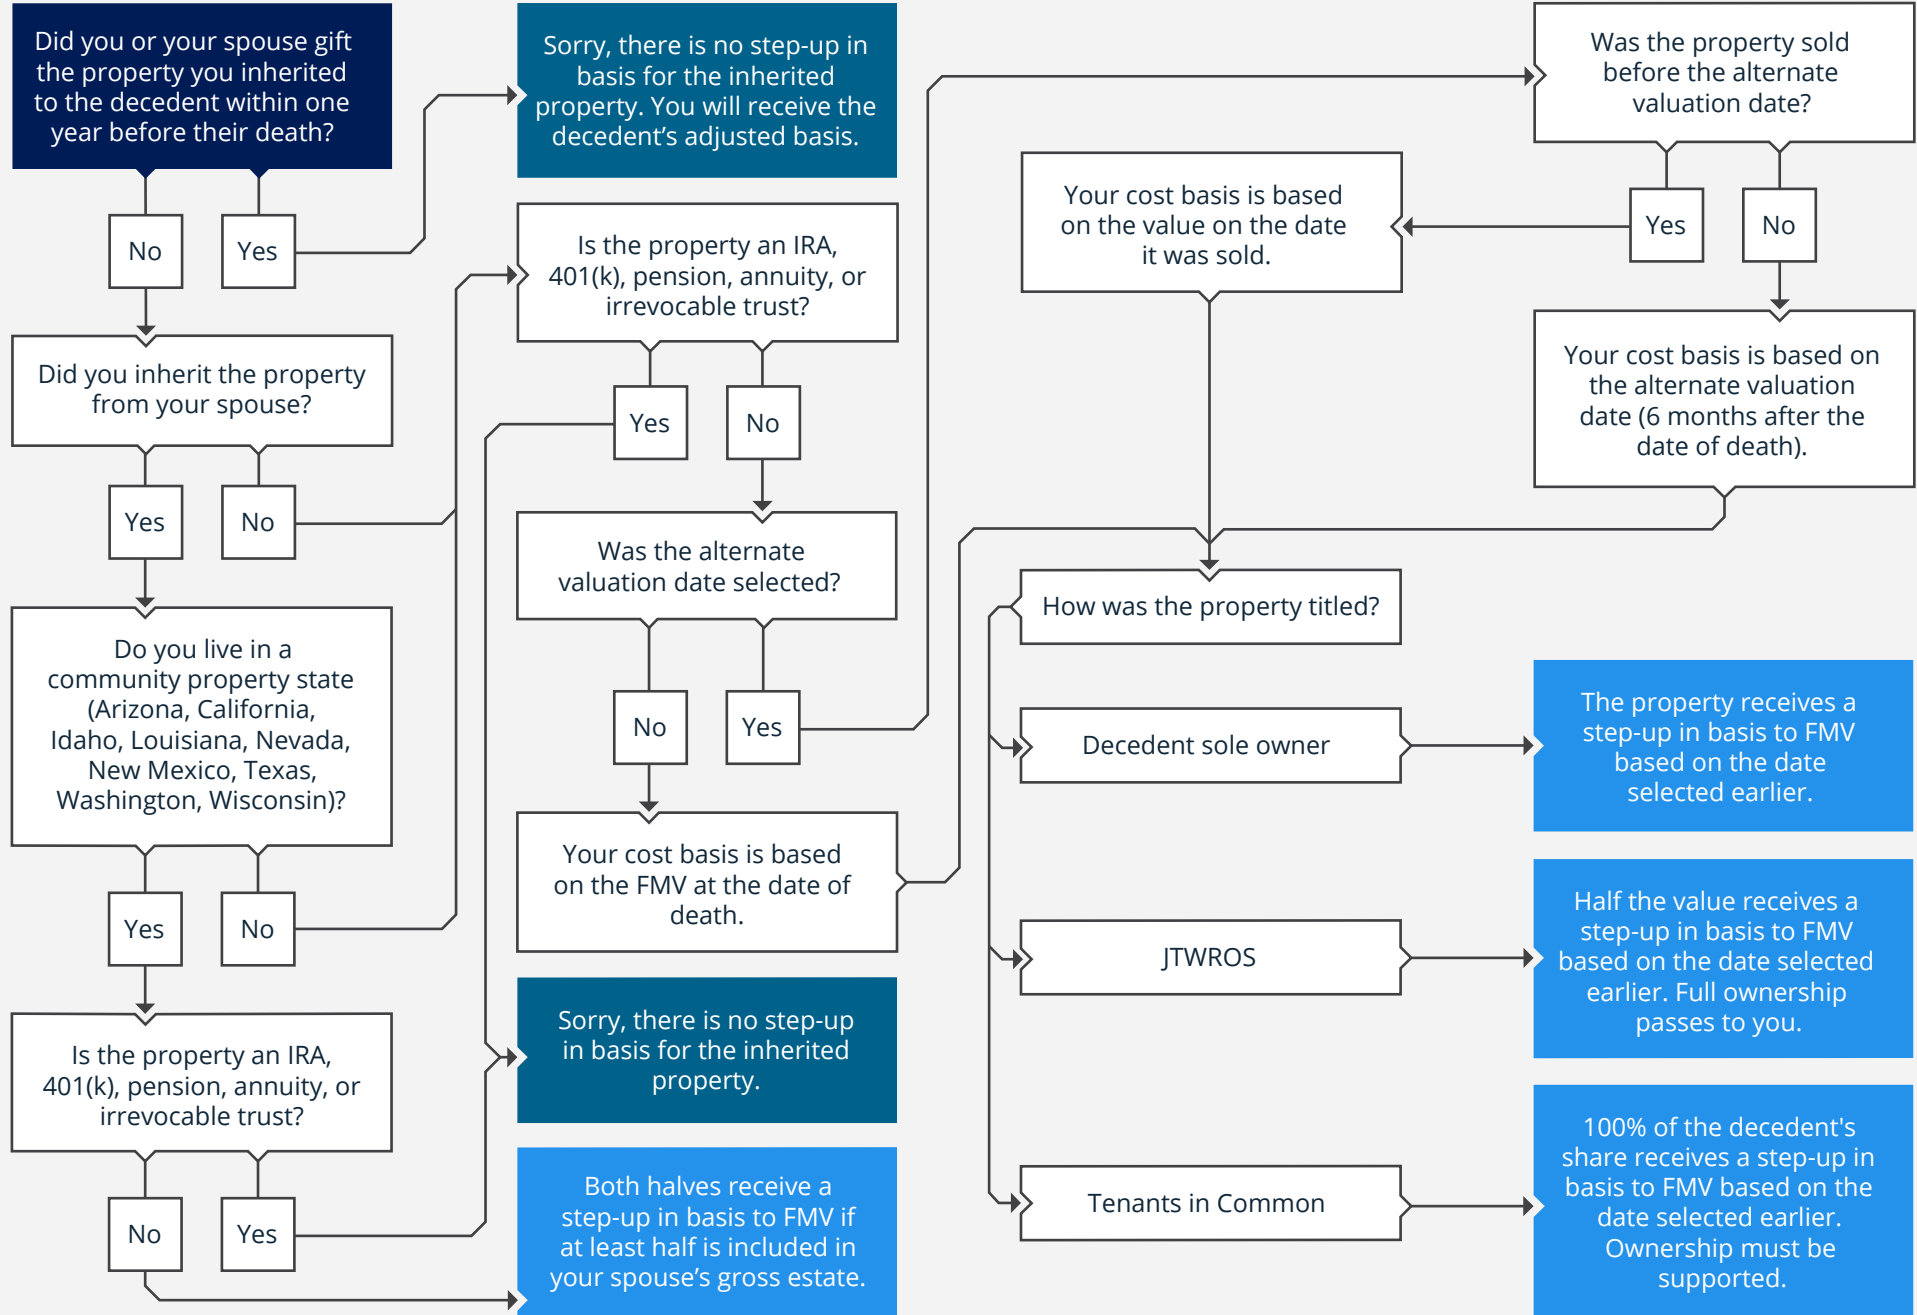 Did you or your spouse gift
the property you inherited
to the decedent within one
year before their death?
No
Yes
Did you inherit the property
from your spouse?
Yes
No
Do you live in a
community property state
(Arizona, California,
Idaho, Louisiana, Nevada,
New Mexico, Texas,
Washington, Wisconsin)?
Yes
No
Is the property an IRA,
401(k), pension, annuity, or
irrevocable trust?
No
Yes
Sorry, there is no step-up in
basis for the inherited
property. You will receive the
decedent’s adjusted basis.
Is the property an IRA,
401(k), pension, annuity, or
irrevocable trust?
Yes
No
Was the alternate
valuation date selected?
No
Yes
Your cost basis is based
on the FMV at the date of
death.
Sorry, there is no step-up
in basis for the inherited
property.
Both halves receive a
step-up in basis to FMV if
at least half is included in
your spouse’s gross estate.
Was the property sold
before the alternate
valuation date?
Yes
No
Your cost basis is based
on the value on the date
it was sold.
Your cost basis is based on
the alternate valuation
date (6 months after the
date of death).
How was the property titled?
Decedent sole owner
The property receives a
step-up in basis to FMV
based on the date
selected earlier.
JTWROS
Half the value receives a
step-up in basis to FMV
based on the date selected
earlier. Full ownership
passes to you.
Tenants in Common
100% of the decedent's
share receives a step-up in
basis to FMV based on the
date selected earlier.
Ownership must be
supported.